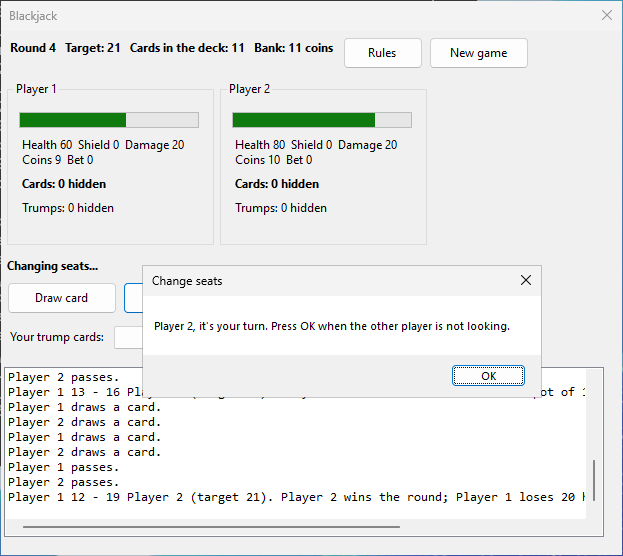 Blackjack
Round 4 Target: 21 Cards in the deck: 11 Bank: 11 coins Rules New game
Player 1
Health 60 Shield 0 Damage 20
Coins 9 Bet 0
Cards: 0 hidden
Trumps: 0 hidden
Player 2
Health 80 Shield 0 Damage 20
Coins 10 Bet 0
Cards: 0 hidden
Trumps: 0 hidden
Changing seats...
Draw card
Your trump cards:
Change seats
Player 2, it's your turn. Press OK when the other player is not looking.
OK
Player 2 passes.
Player 1 13 - 16 of
Player 1 draws a card.
Player 2 draws a card.
Player 1 draws a card.
Player 2 draws a card.
Player 1 passes.
Player 2 passes.
Player 1 12 - 19 Player 2 (target 21). Player 2 wins the round; Player 1 loses 20